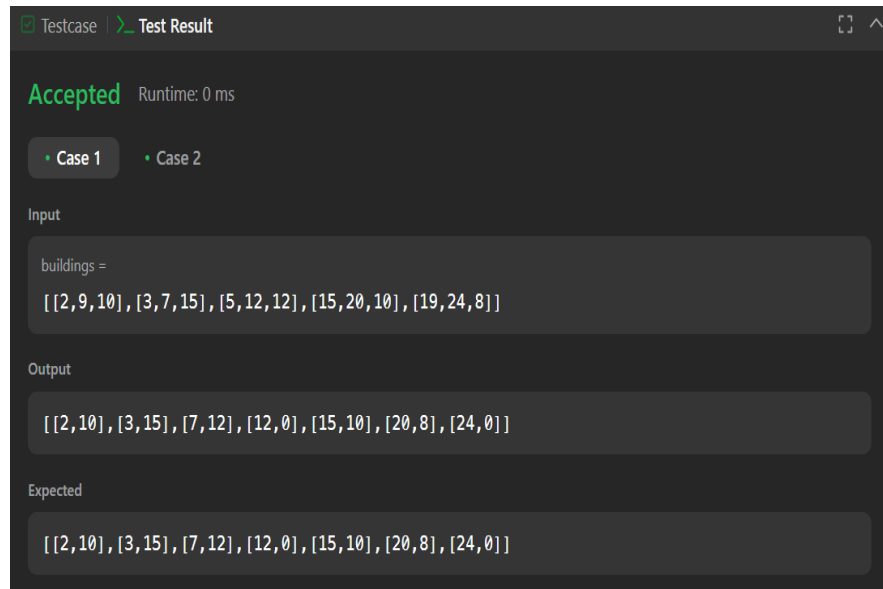 Testcase | >_ Test Result
Accepted Runtime: 0 ms
• Case 1 • Case 2
Input
buildings =
[[2,9,10],[3,7,15],[5,12,12],[15,20,10],[19,24,8]]
Output
[[2,10],[3,15],[7,12],[12,0],[15,10],[20,8],[24,0]]
Expected
[[2,10],[3,15],[7,12],[12,0],[15,10],[20,8],[24,0]]